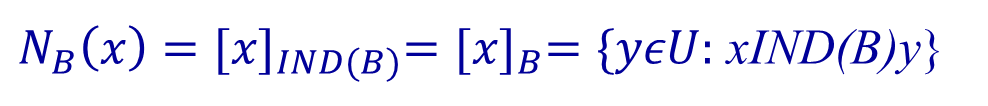 N_B(x) = [x]_{IND(B)}= [x]_B= {yϵU: xIND(B)y}